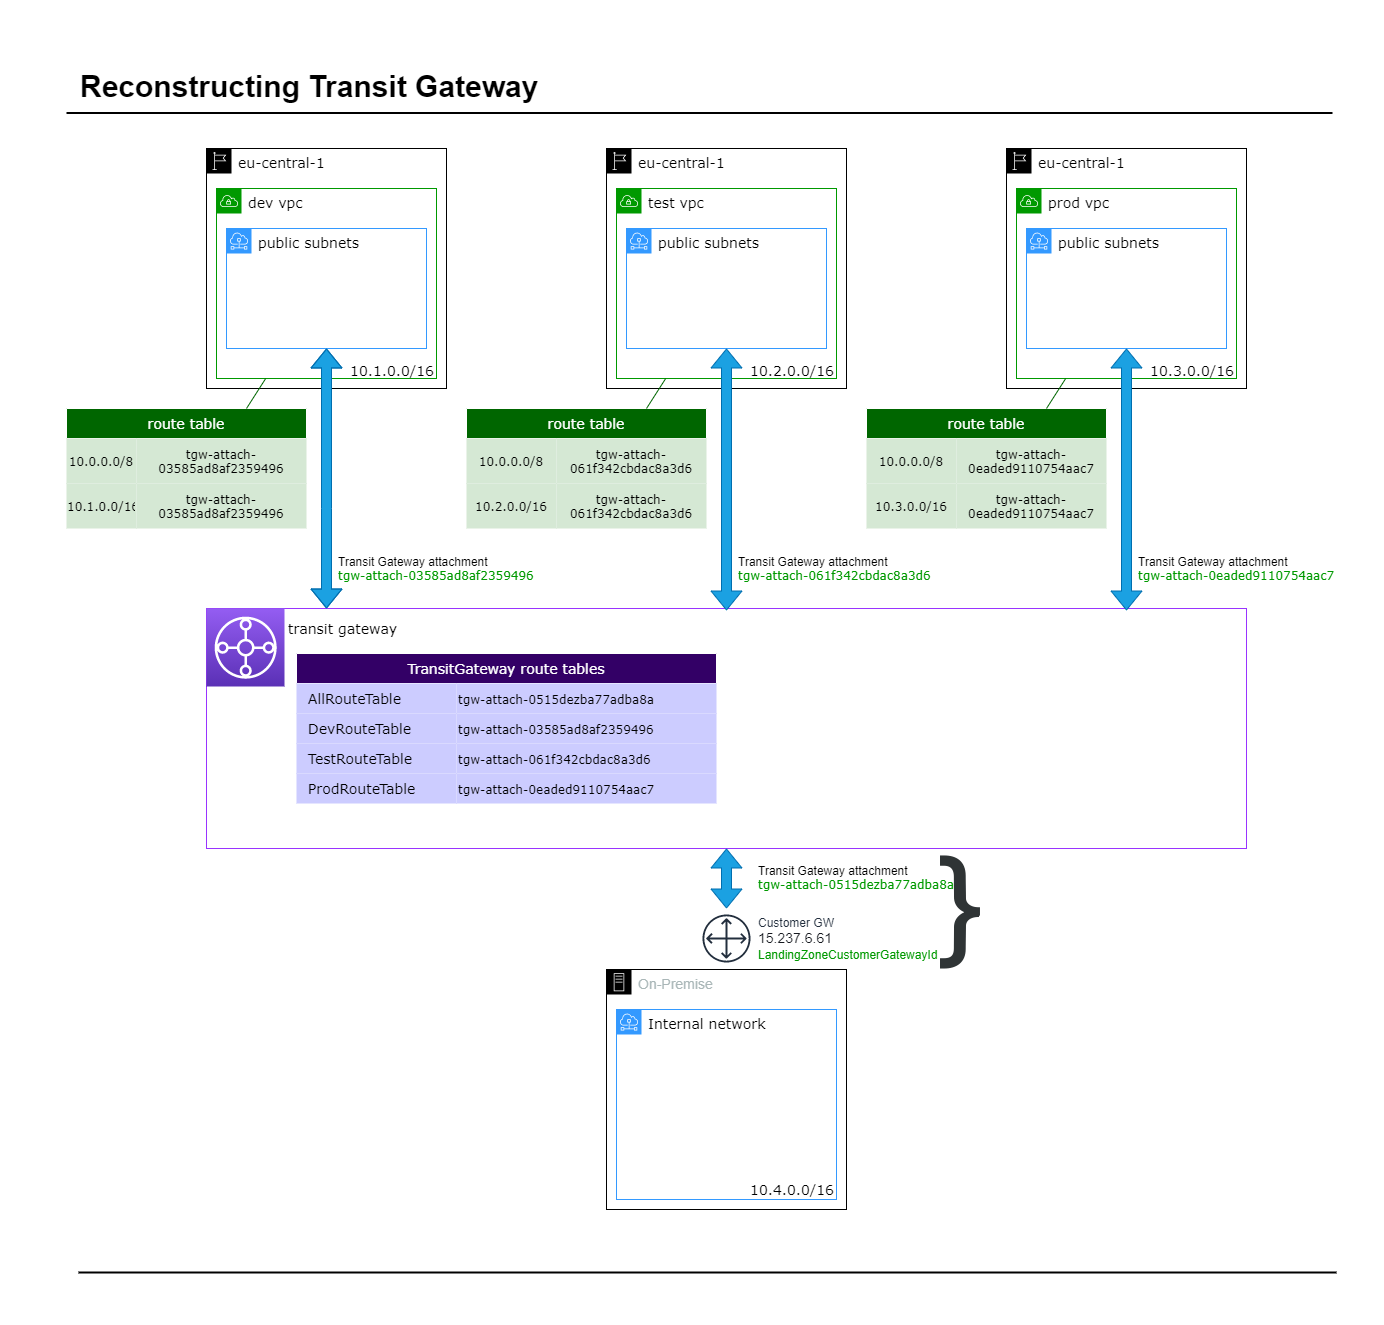 Reconstructing Transit Gateway
eu-central-1
dev vpc
public subnets
10.1.0.0/16
eu-central-1
test vpc
public subnets
10.2.0.0/16
eu-central-1
prod vpc
public subnets
10.3.0.0/16
route table
10.0.0.0/8
tgw-attach-
03585ad8af2359496
10.1.0.0/16
tgw-attach-
03585ad8af2359496
route table
10.0.0.0/8
tgw-attach-
061f342cbdac8a3d6
10.2.0.0/16
tgw-attach-
061f342cbdac8a3d6
route table
10.0.0.0/8
tgw-attach-
0eaded9110754aac7
10.3.0.0/16
tgw-attach-
0eaded9110754aac7
Transit Gateway attachment
tgw-attach-03585ad8af2359496
Transit Gateway attachment
tgw-attach-061f342cbdac8a3d6
Transit Gateway attachment
tgw-attach-0eaded9110754aac7
transit gateway
TransitGateway route tables
AllRouteTable tgw-attach-0515dezba77adba8a
DevRouteTable tgw-attach-03585ad8af2359496
TestRouteTable tgw-attach-061f342cbdac8a3d6
ProdRouteTable tgw-attach-0eaded9110754aac7
Transit Gateway attachment
tgw-attach-0515dezba77adba8a
}
Customer GW
15.237.6.61
LandingZoneCustomerGatewayId
On-Premise
Internal network
10.4.0.0/16